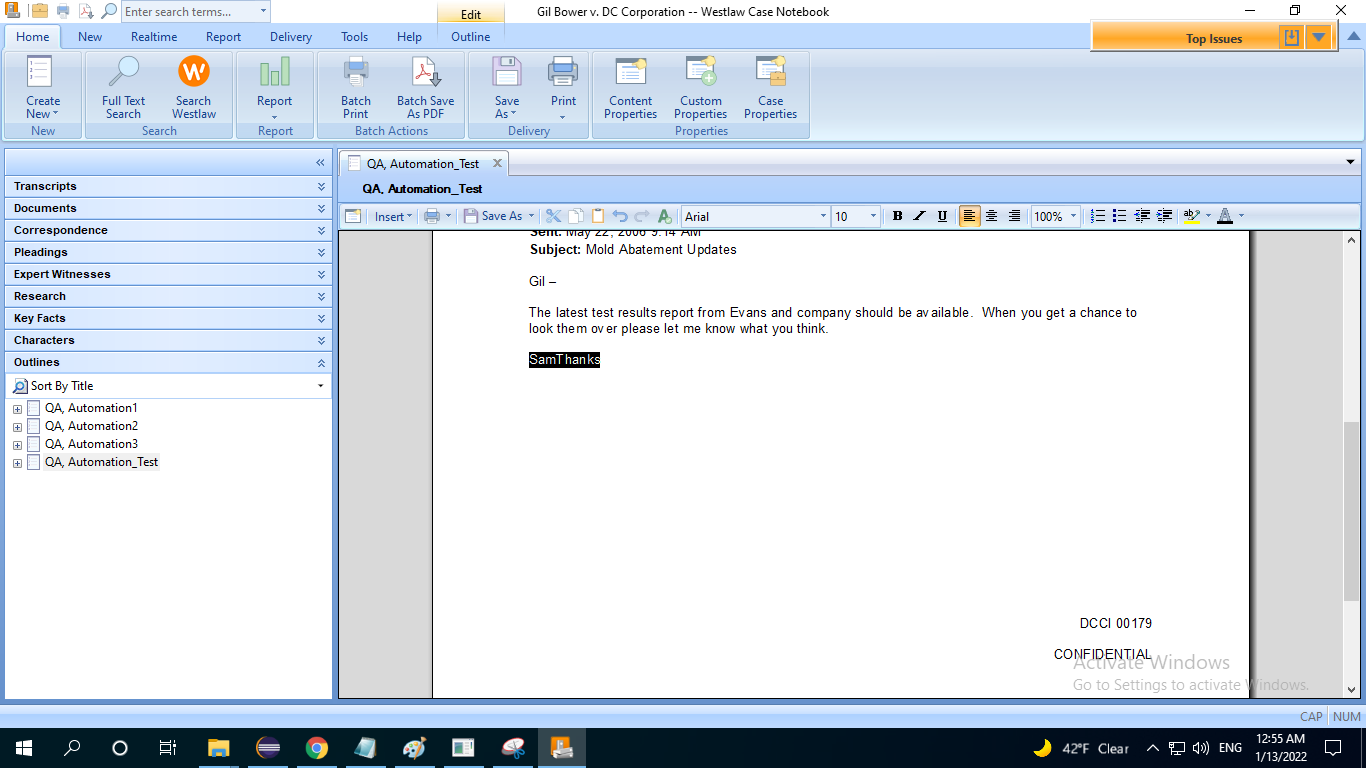 Enter search terms...
Edit
Gil Bower v. DC Corporation -- Westlaw Case Notebook
Home New Realtime Report Delivery Tools Help Outline
Top Issues
Create New
Full Text Search
Search Westlaw
Report
Batch Print
Batch Save As PDF
Save As
Print
Content Properties
Custom Properties
Case Properties
New Search Report Batch Actions Delivery Properties
QA, Automation_Test
QA, Automation_Test
Insert Save As Arial 10 B I U 100% ab A
Transcripts
Documents
Correspondence
Pleadings
Expert Witnesses
Research
Key Facts
Characters
Outlines
Sort By Title
QA, Automation1
QA, Automation2
QA, Automation3
QA, Automation_Test
Sent: May 22, 2006 9:14 AM
Subject: Mold Abatement Updates
Gil –
The latest test results report from Evans and company should be available. When you get a chance to
look them over please let me know what you think.
SamThanks
DCCI 00179
CONFIDENTIAL
Activate Windows
Go to Settings to activate Windows.
CAP NUM
42°F Clear
ENG
12:55 AM
1/13/2022